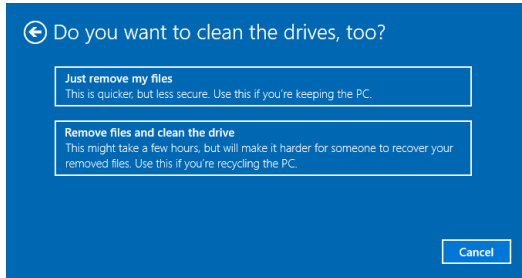 Do you want to clean the drives, too?
Just remove my files
This is quicker, but less secure. Use this if you're keeping the PC.
Remove files and clean the drive
This might take a few hours, but will make it harder for someone to recover your
removed files. Use this if you're recycling the PC.
Cancel